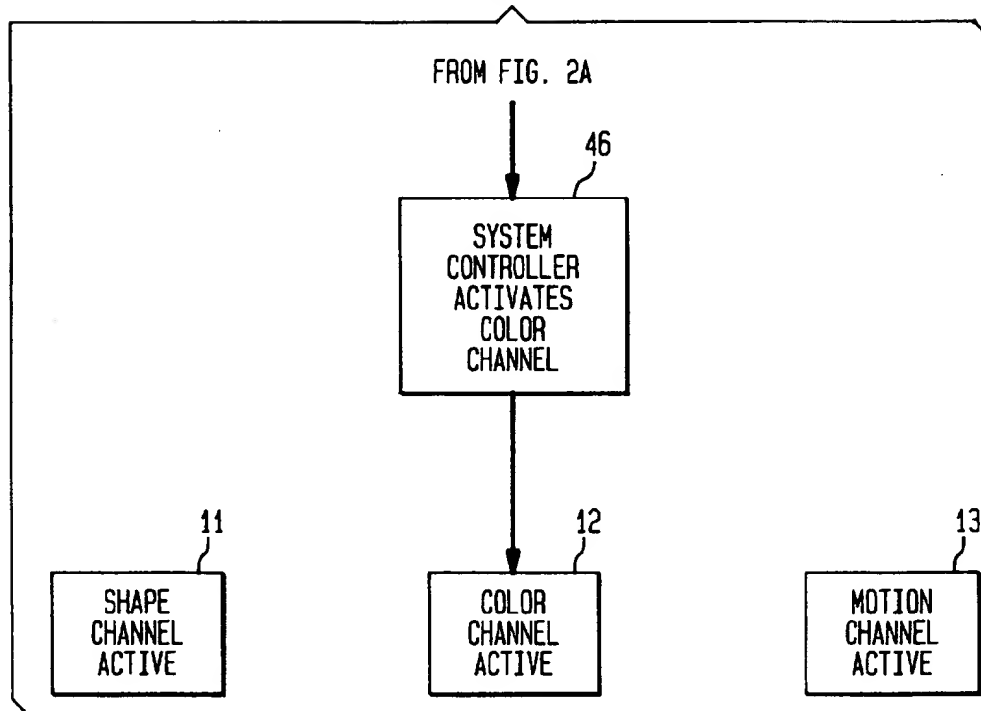 FROM FIG. 2A
46
SYSTEM
CONTROLLER
ACTIVATES
COLOR
CHANNEL
11
SHAPE
CHANNEL
ACTIVE
12
COLOR
CHANNEL
ACTIVE
13
MOTION
CHANNEL
ACTIVE